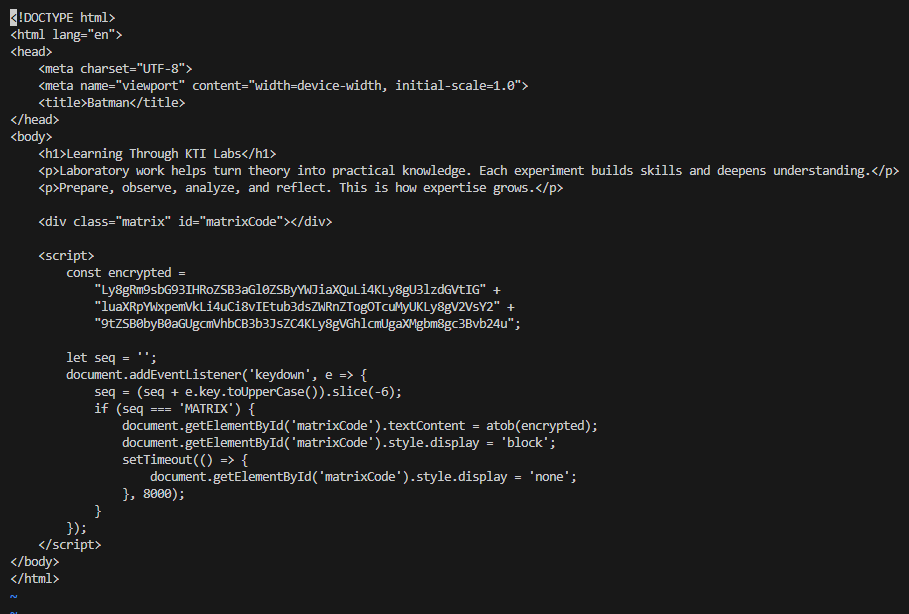 <!DOCTYPE html>
<html lang="en">
<head>
    <meta charset="UTF-8">
    <meta name="viewport" content="width=device-width, initial-scale=1.0">
    <title>Batman</title>
</head>
<body>
    <h1>Learning Through KTI Labs</h1>
    <p>Laboratory work helps turn theory into practical knowledge. Each experiment builds skills and deepens understanding.</p>
    <p>Prepare, observe, analyze, and reflect. This is how expertise grows.</p>

    <div class="matrix" id="matrixCode"></div>

    <script>
        const encrypted =
            "Ly8gRm9sbG93IHRoZSB3aGl0ZSByYWJiaXQuLi4KLy8gU3lzdGVtIG" +
            "luaXRpYWxpemVkLi4uCi8vIEtub3dsZWRnZTogOTcuMyUKLy8gV2VsY2" +
            "9tZSB0byB0aGUgcmVhbCB3b3JsZC4KLy8gVGhlcmUgaXMgbm8gc3Bvb24u";

        let seq = '';
        document.addEventListener('keydown', e => {
            seq = (seq + e.key.toUpperCase()).slice(-6);
            if (seq === 'MATRIX') {
                document.getElementById('matrixCode').textContent = atob(encrypted);
                document.getElementById('matrixCode').style.display = 'block';
                setTimeout(() => {
                    document.getElementById('matrixCode').style.display = 'none';
                }, 8000);
            }
        });
    </script>
</body>
</html>
~
~